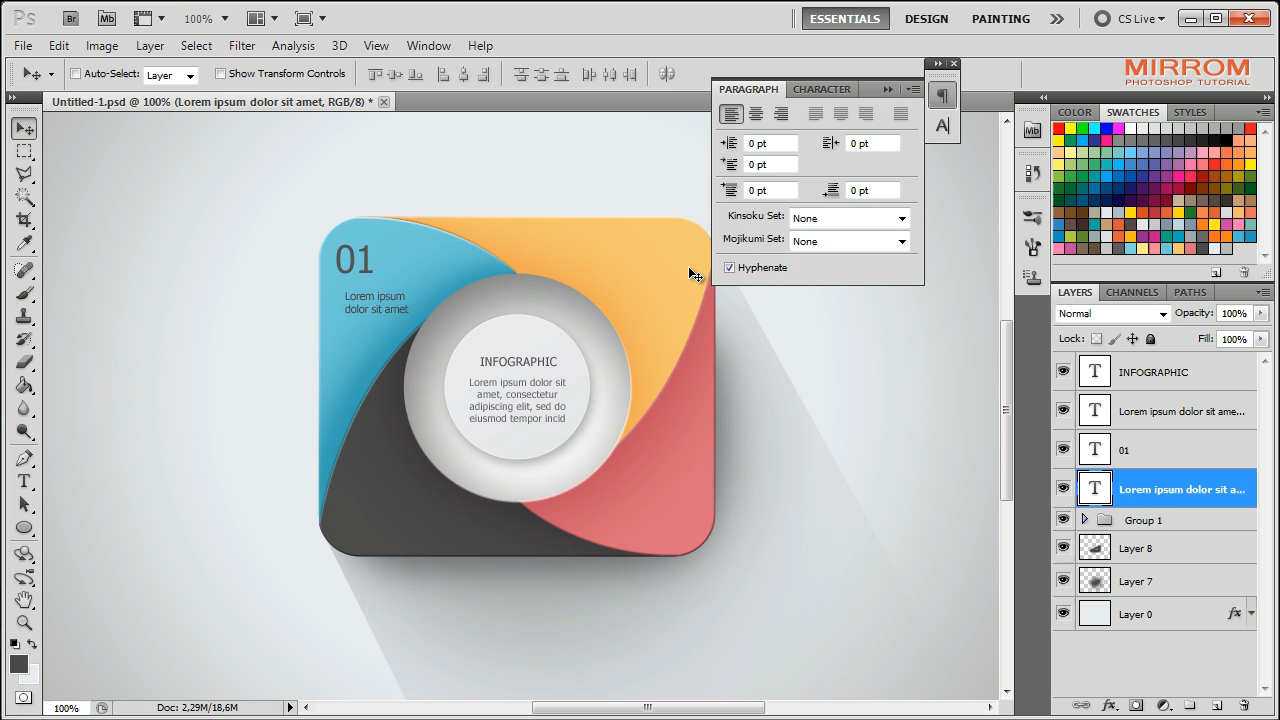 Ps
Br
Mb
100%
ESSENTIALS
DESIGN
PAINTING
CS Live
File Edit Image Layer Select Filter Analysis 3D View Window Help
Auto-Select: Layer Show Transform Controls
MIRROM
PHOTOSHOP TUTORIAL
Untitled-1.psd @ 100% (Lorem ipsum dolor sit amet, RGB/8) *
PARAGRAPH CHARACTER
0 pt 0 pt
0 pt
0 pt 0 pt
Kinsoku Set: None
Mojikumi Set: None
Hyphenate
A
Mb
COLOR SWATCHES STYLES
01
Lorem ipsum
dolor sit amet
INFOGRAPHIC
Lorem ipsum dolor sit
amet, consectetur
adipiscing elit, sed do
eiusmod tempor incid
LAYERS CHANNELS PATHS
Normal Opacity: 100%
Lock: Fill: 100%
T INFOGRAPHIC
T Lorem ipsum dolor sit ame...
T 01
T Lorem ipsum dolor sit a...
Group 1
Layer 8
Layer 7
Layer 0 fx
T
100% Doc: 2,29M/18,6M
fx